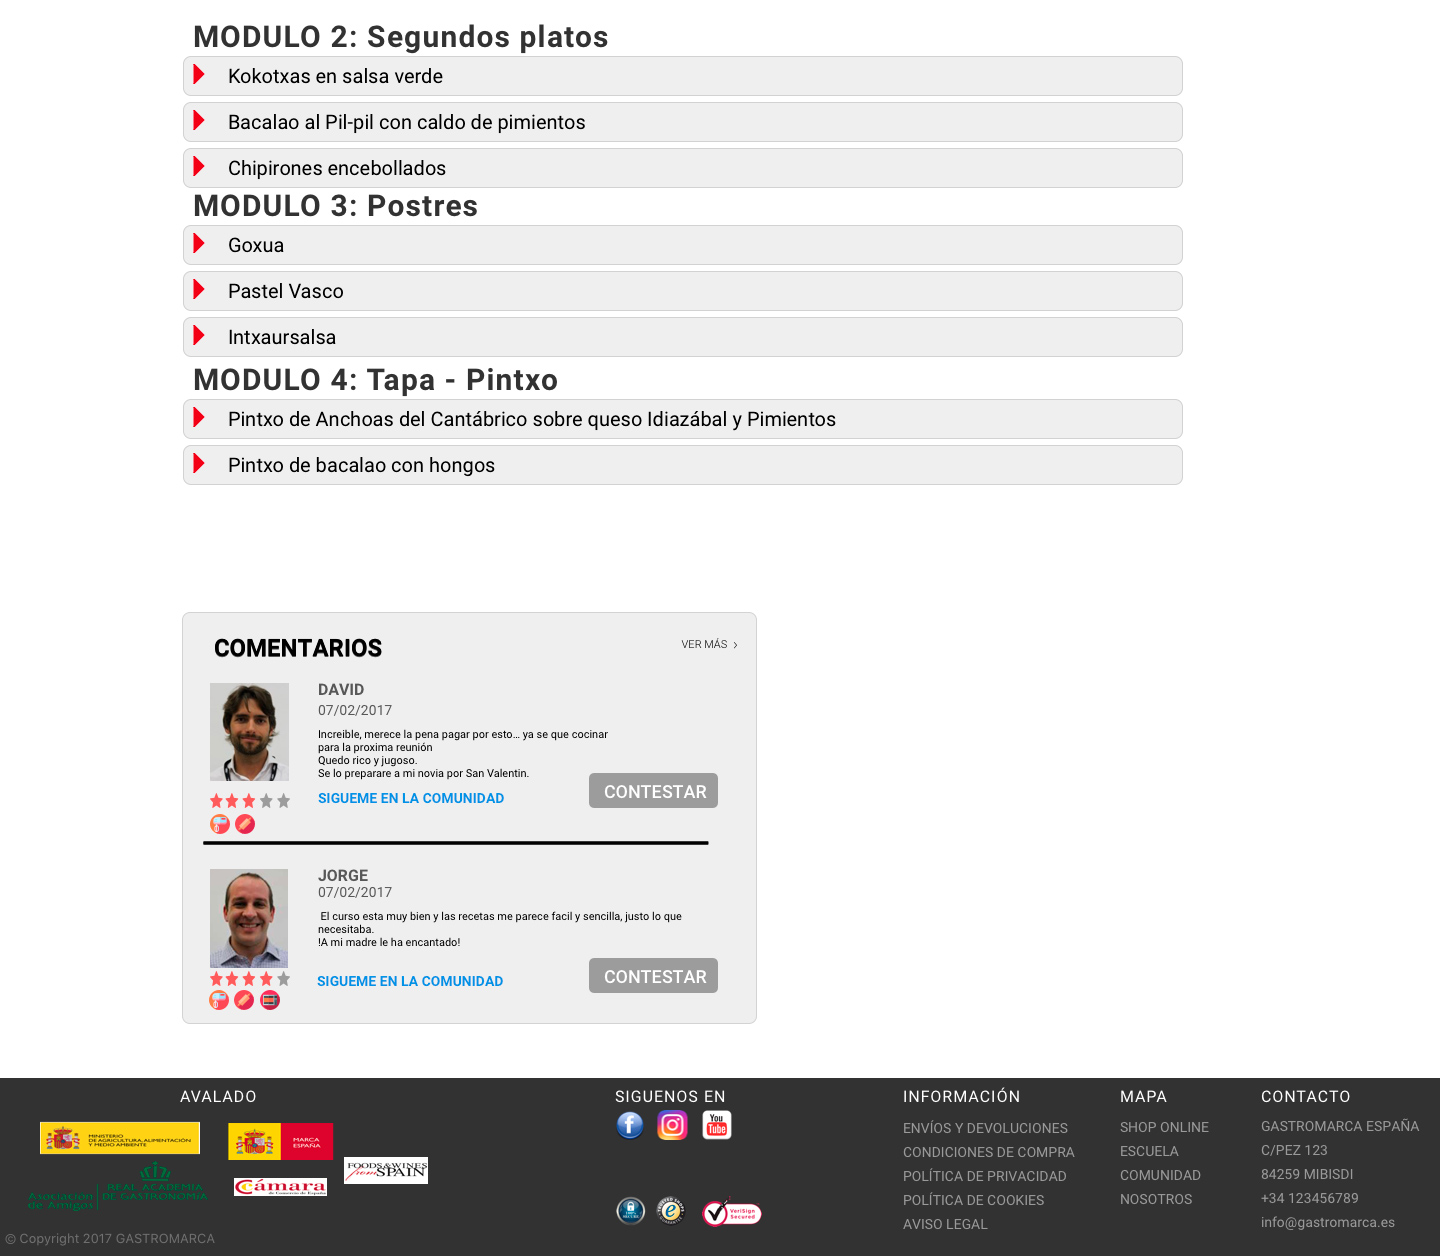 MODULO 2: Segundos platos
Kokotxas en salsa verde
Bacalao al Pil-pil con caldo de pimientos
Chipirones encebollados
MODULO 3: Postres
Goxua
Pastel Vasco
Intxaursalsa
MODULO 4: Tapa - Pintxo
Pintxo de Anchoas del Cantábrico sobre queso Idiazábal y Pimientos
Pintxo de bacalao con hongos
COMENTARIOS
VER MÁS
DAVID
07/02/2017
Increible, merece la pena pagar por esto... ya se que cocinar
para la proxima reunión
Quedo rico y jugoso.
Se lo preparare a mi novia por San Valentin.
SIGUEME EN LA COMUNIDAD
CONTESTAR
JORGE
07/02/2017
El curso esta muy bien y las recetas me parece facil y sencilla, justo lo que
necesitaba.
!A mi madre le ha encantado!
SIGUEME EN LA COMUNIDAD
CONTESTAR
AVALADO
MINISTERIO
DE AGRICULTURA, ALIMENTACIÓN
Y MEDIO AMBIENTE
MARCA
ESPAÑA
FOODS & WINES
from SPAIN
Asociación
de Amigos
REAL ACADEMIA
DE GASTRONOMÍA
Cámara
de Comercio de España
© Copyright 2017 GASTROMARCA
SIGUENOS EN
You
Tube
VeriSign
Secured
INFORMACIÓN
ENVÍOS Y DEVOLUCIONES
CONDICIONES DE COMPRA
POLÍTICA DE PRIVACIDAD
POLÍTICA DE COOKIES
AVISO LEGAL
MAPA
SHOP ONLINE
ESCUELA
COMUNIDAD
NOSOTROS
CONTACTO
GASTROMARCA ESPAÑA
C/PEZ 123
84259 MIBISDI
+34 123456789
info@gastromarca.es